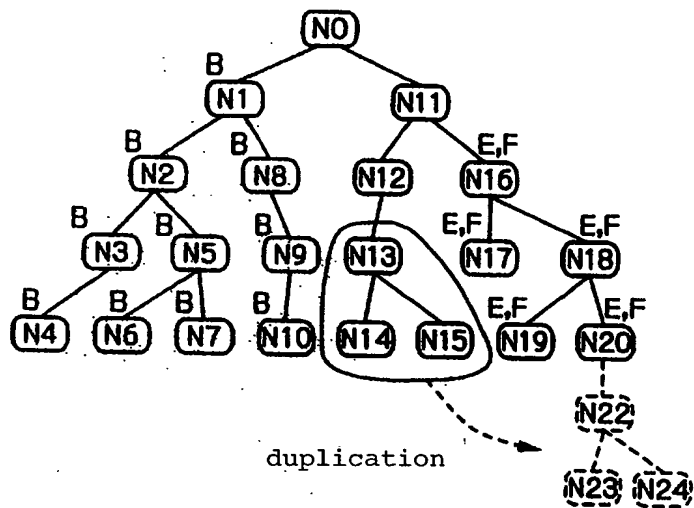 N0
B
N1
N11
B
B
E,F
N2
N8
N12
N16
B
B
B
E,F
E,F
N3
N5
N9
N13
N17
N18
B
B
B
B
E,F
E,F
N4
N6
N7
N10
N14
N15
N19
N20
N22
duplication
N23
N24